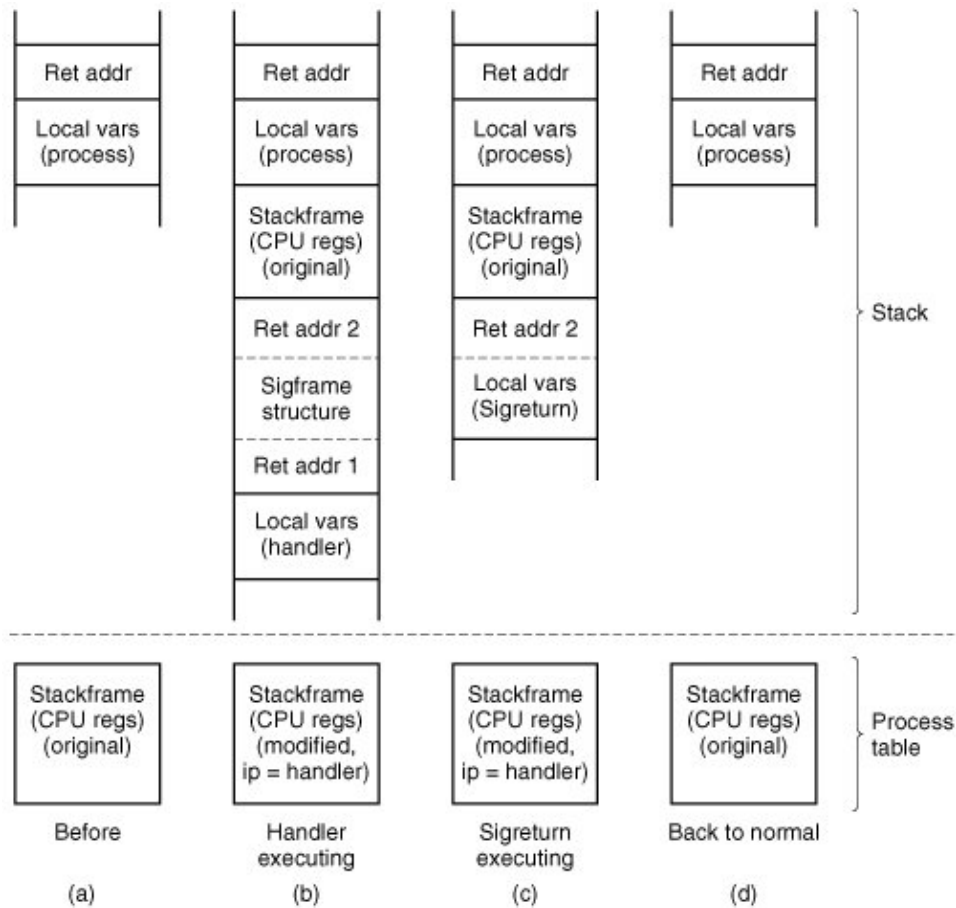 Ret addr
Local vars
(process)
Ret addr
Local vars
(process)
Stackframe
(CPU regs)
(original)
Ret addr 2
Sigframe
structure
Ret addr 1
Local vars
(handler)
Ret addr
Local vars
(process)
Stackframe
(CPU regs)
(original)
Ret addr 2
Local vars
(Sigreturn)
Ret addr
Local vars
(process)
Stack
Stackframe
(CPU regs)
(original)
Before
(a)
Stackframe
(CPU regs)
(modified,
ip = handler)
Handler
executing
(b)
Stackframe
(CPU regs)
(modified,
ip = handler)
Sigreturn
executing
(c)
Stackframe
(CPU regs)
(original)
Back to normal
(d)
Process
table